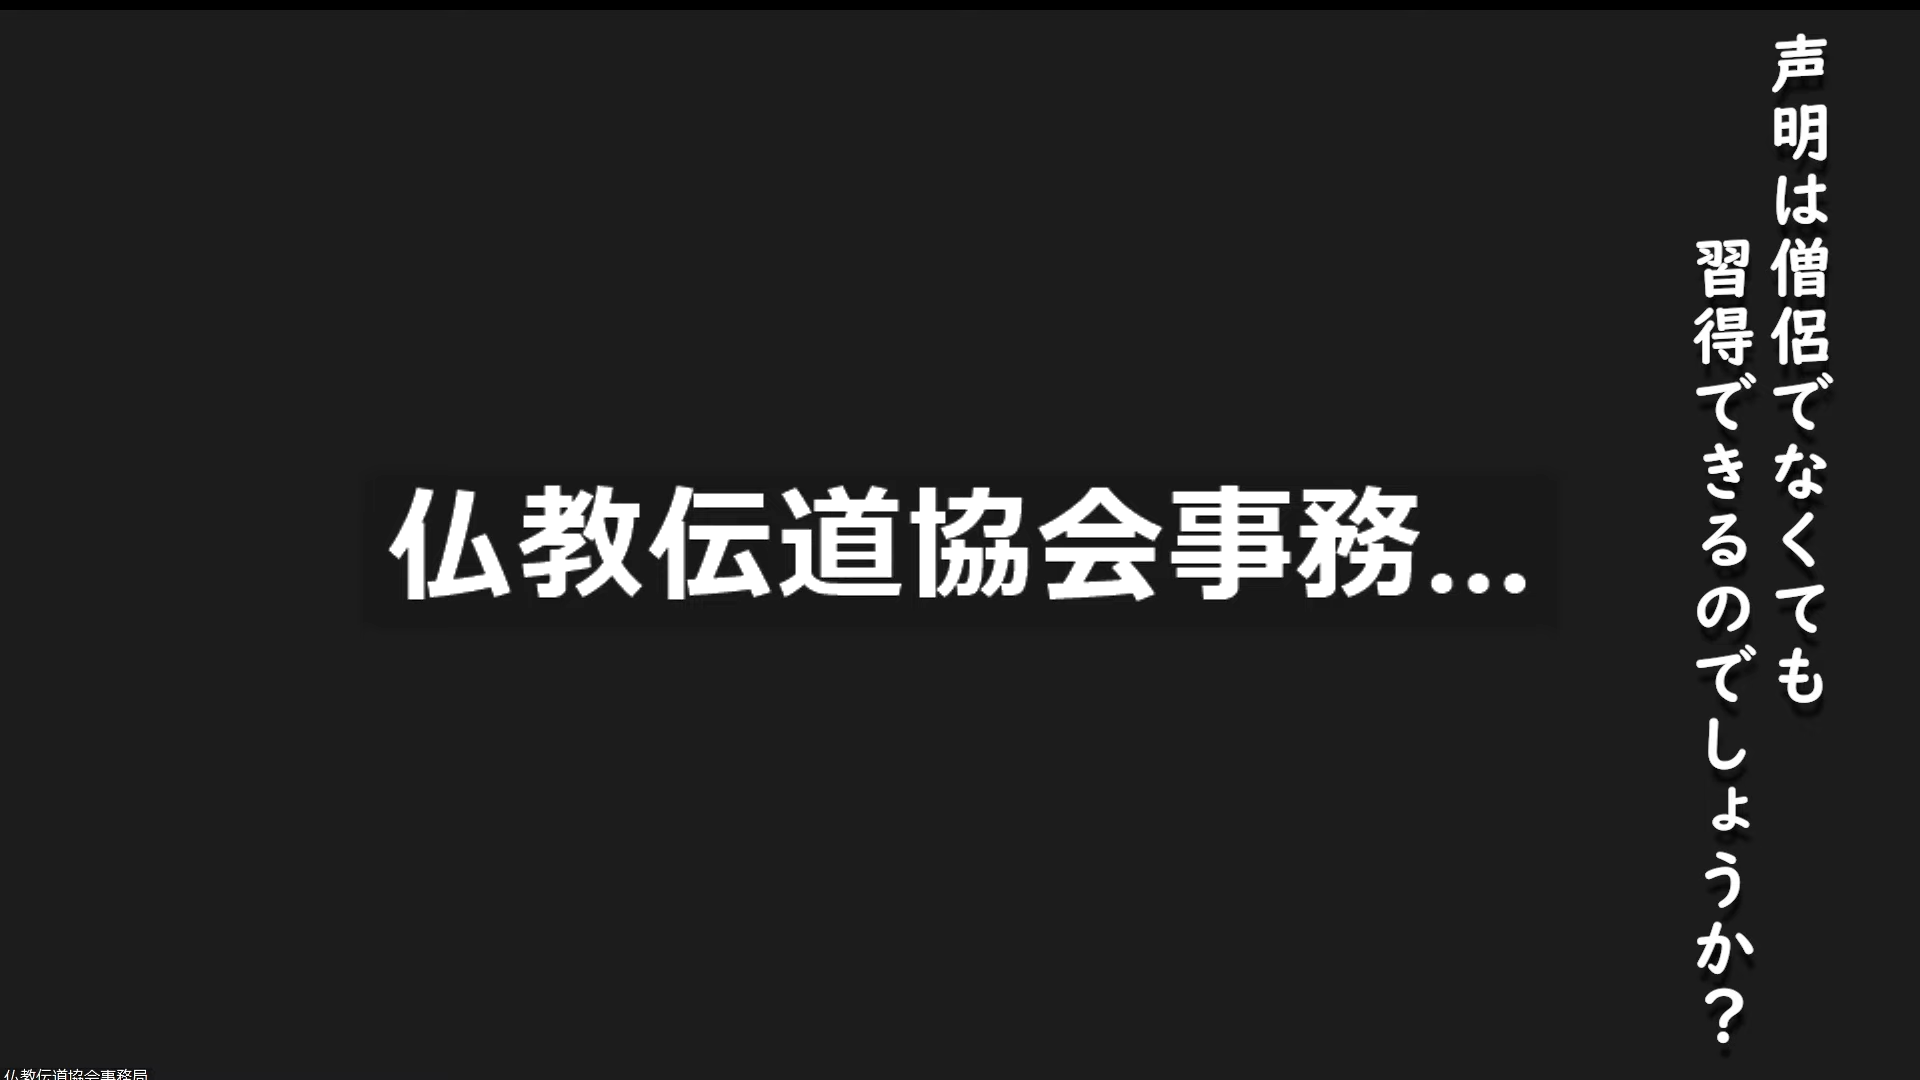 声明は僧侶でなくても
習得できるのでしょうか?
仏教伝道協会事務...
仏教伝道協会事務局